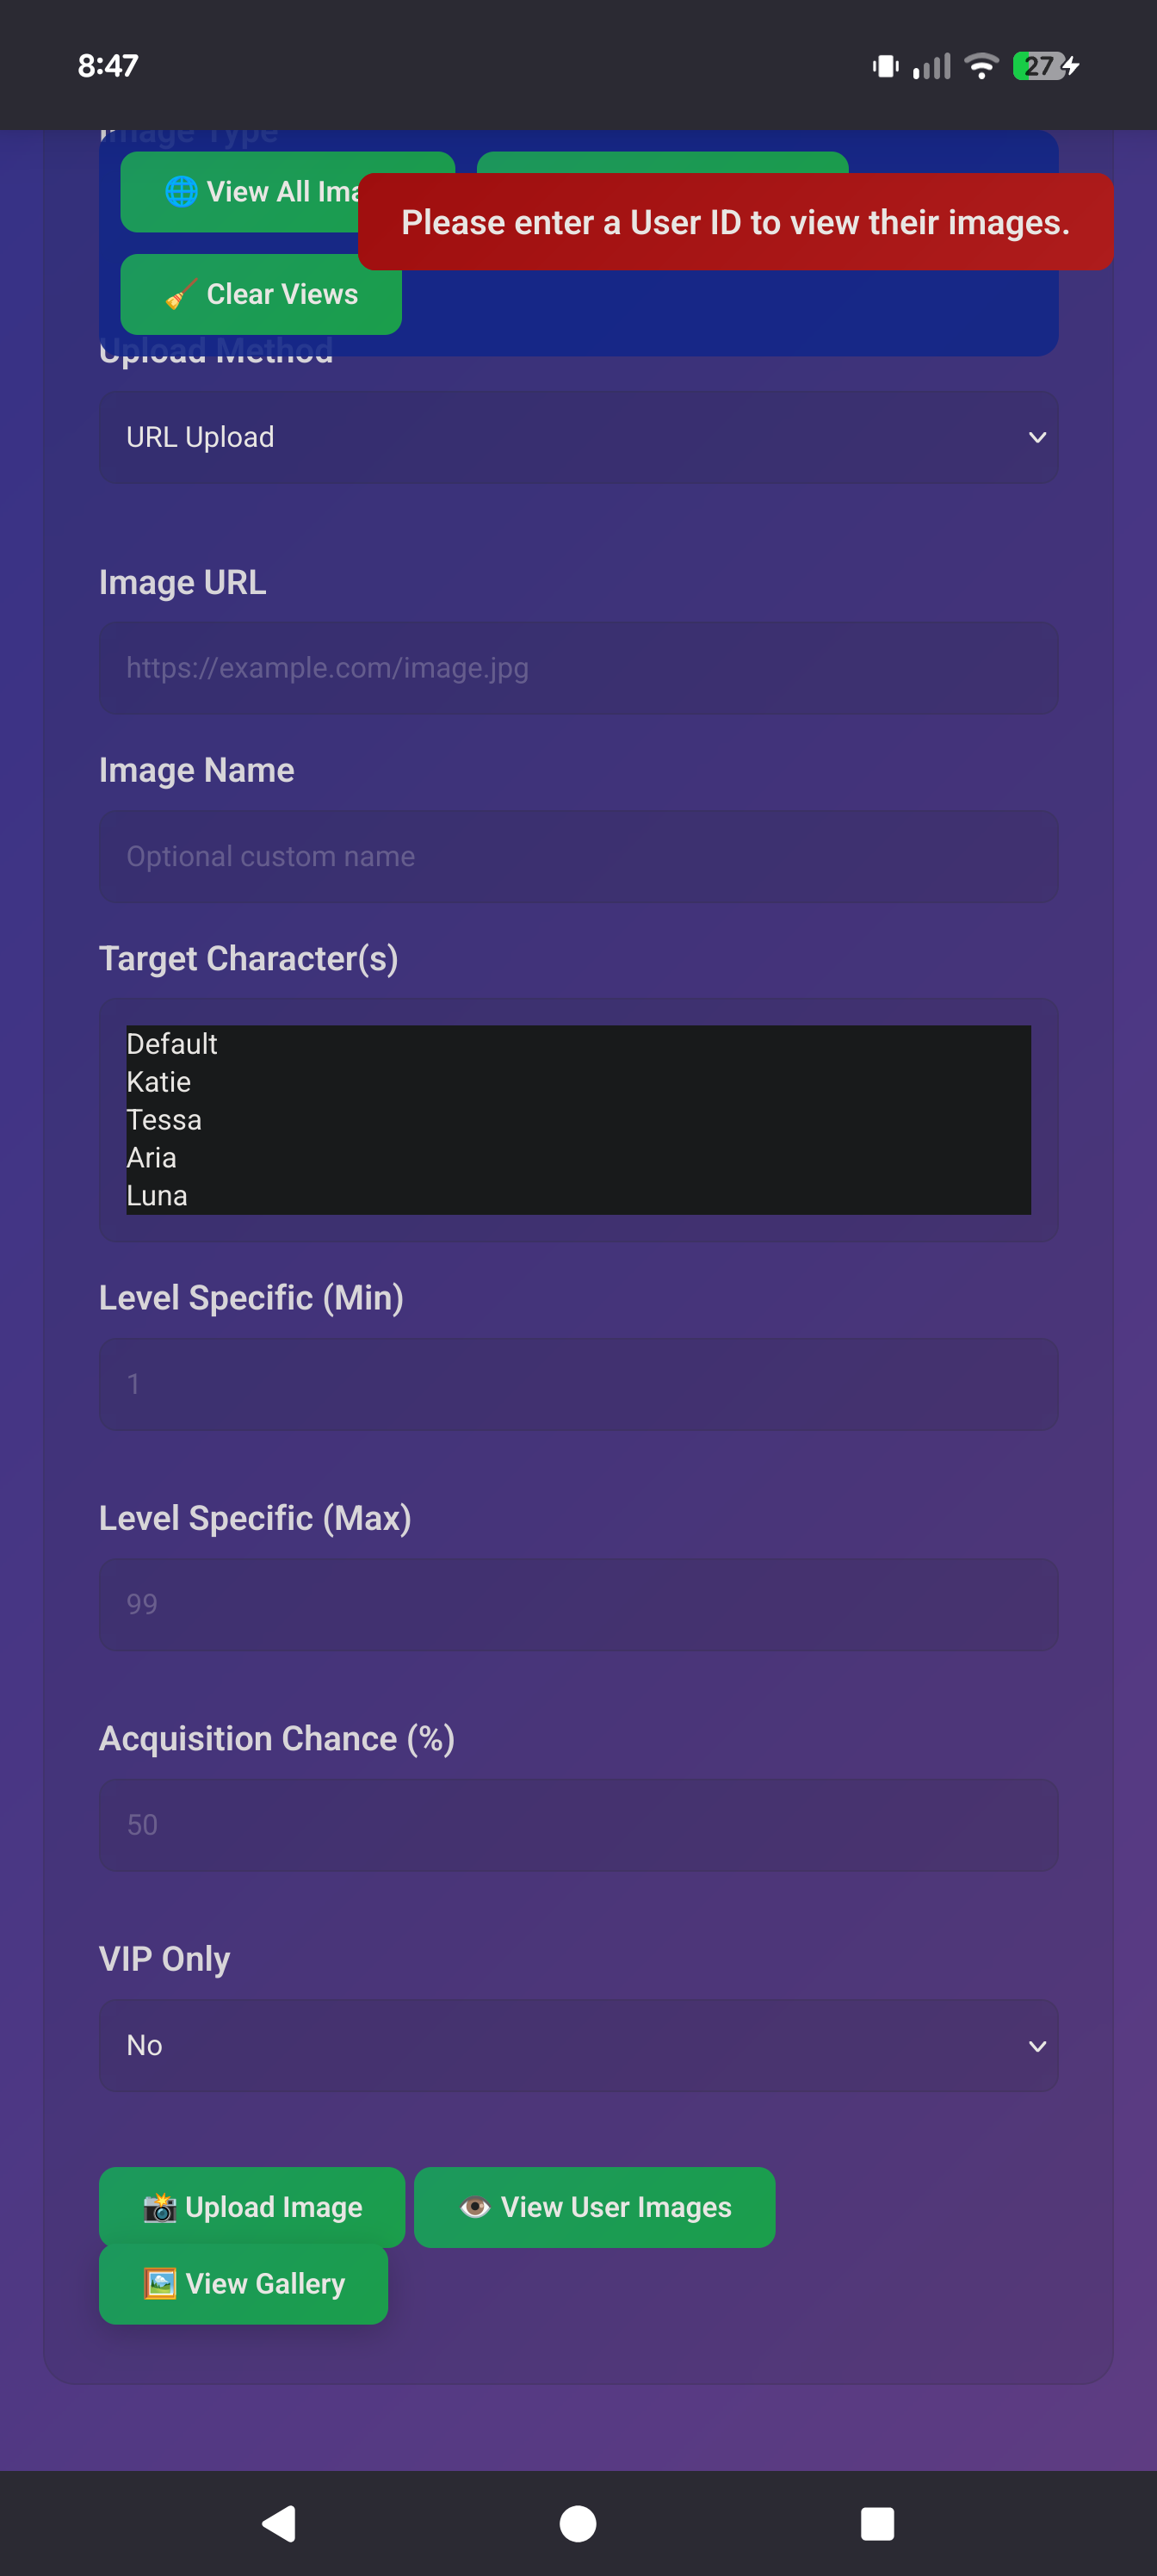 8:47
27
Image Type
🌐 View All Ima
Please enter a User ID to view their images.
🧹 Clear Views
Upload Method
URL Upload
Image URL
https://example.com/image.jpg
Image Name
Optional custom name
Target Character(s)
Default
Katie
Tessa
Aria
Luna
Level Specific (Min)
1
Level Specific (Max)
99
Acquisition Chance (%)
50
VIP Only
No
📸 Upload Image
👁️ View User Images
🖼️ View Gallery